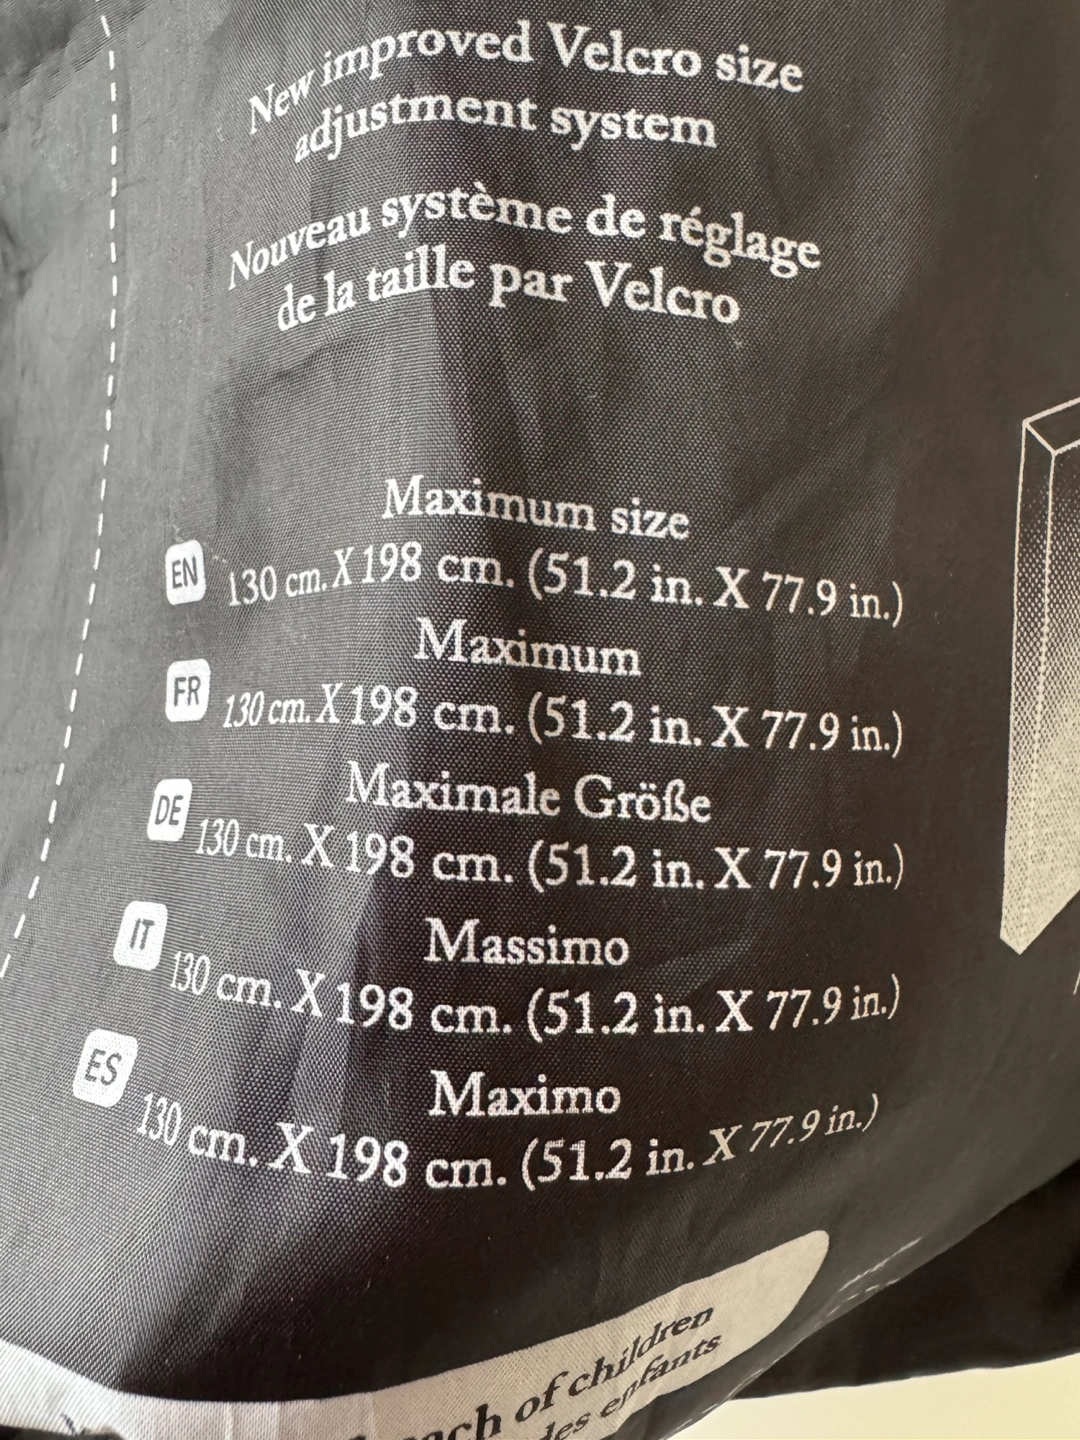 New improved Velcro size
adjustment system
Nouveau système de réglage
de la taille par Velcro
Maximum size
EN 130 cm. X 198 cm. (51.2 in. X 77.9 in.)
Maximum
FR 130 cm. X 198 cm. (51.2 in. X 77.9 in.)
Maximale Größe
DE 130 cm. X 198 cm. (51.2 in. X 77.9 in.)
Massimo
IT 130 cm. X 198 cm. (51.2 in. X 77.9 in.)
Maximo
ES 130 cm. X 198 cm. (51.2 in. X 77.9 in.)
of children
des enfants